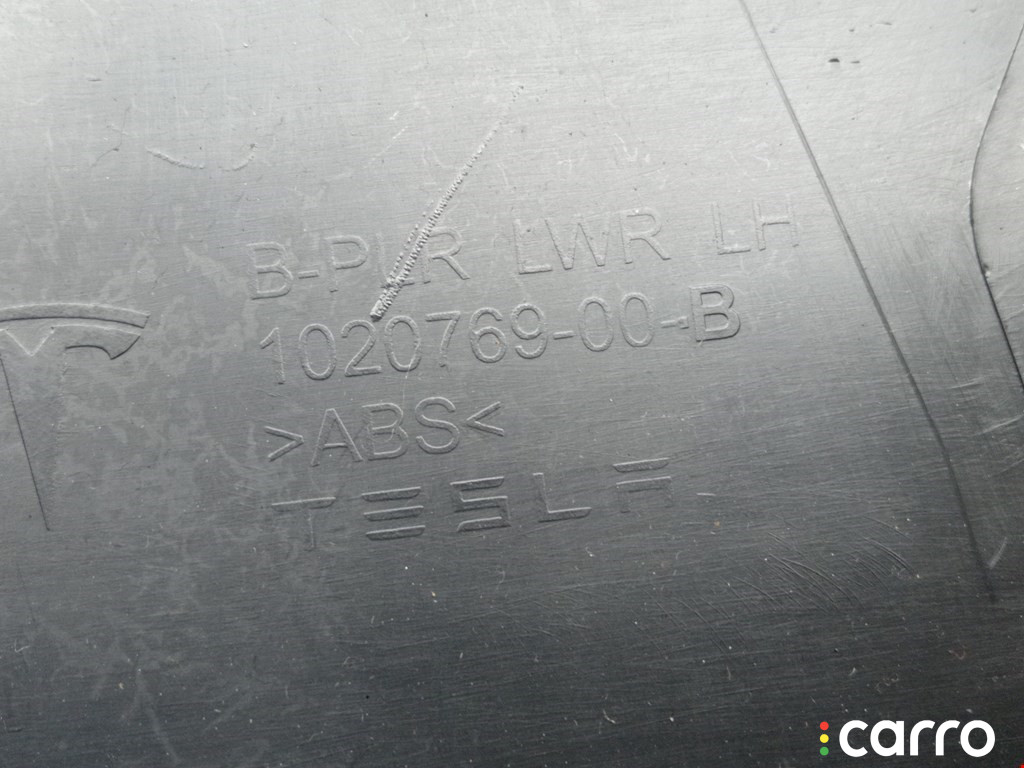 B-PLR LWR LH
1020769-00-B
>ABS<
TESLA
carro